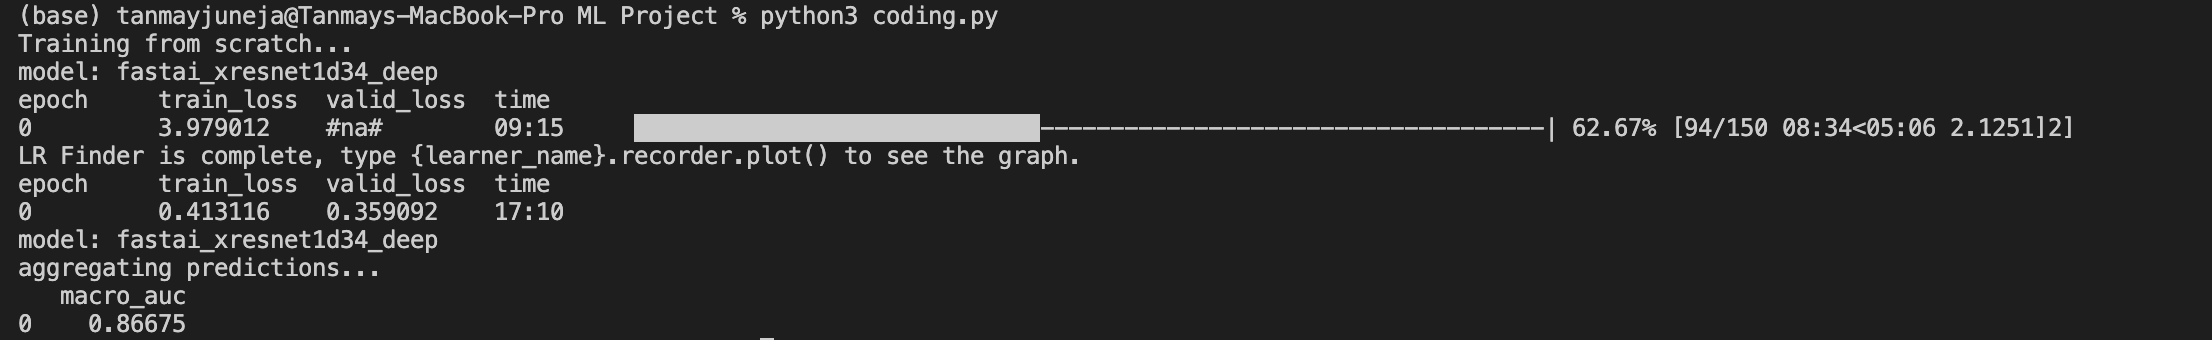 (base) tanmayjuneja@Tanmays-MacBook-Pro ML Project % python3 coding.py
Training from scratch...
model: fastai_xresnet1d34_deep
epoch     train_loss  valid_loss  time
0         3.979012    #na#        09:15     █████████████████████████████------------------------------------| 62.67% [94/150 08:34<05:06 2.1251]2]
LR Finder is complete, type {learner_name}.recorder.plot() to see the graph.
epoch     train_loss  valid_loss  time
0         0.413116    0.359092    17:10
model: fastai_xresnet1d34_deep
aggregating predictions...
   macro_auc
0    0.86675